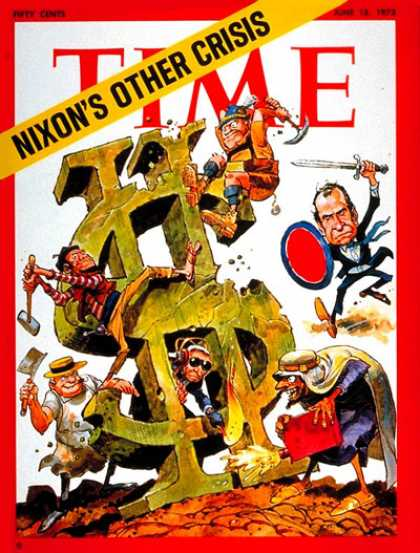 FIFTY CENTS
JUNE 18, 1973
TIME
NIXON'S OTHER CRISIS